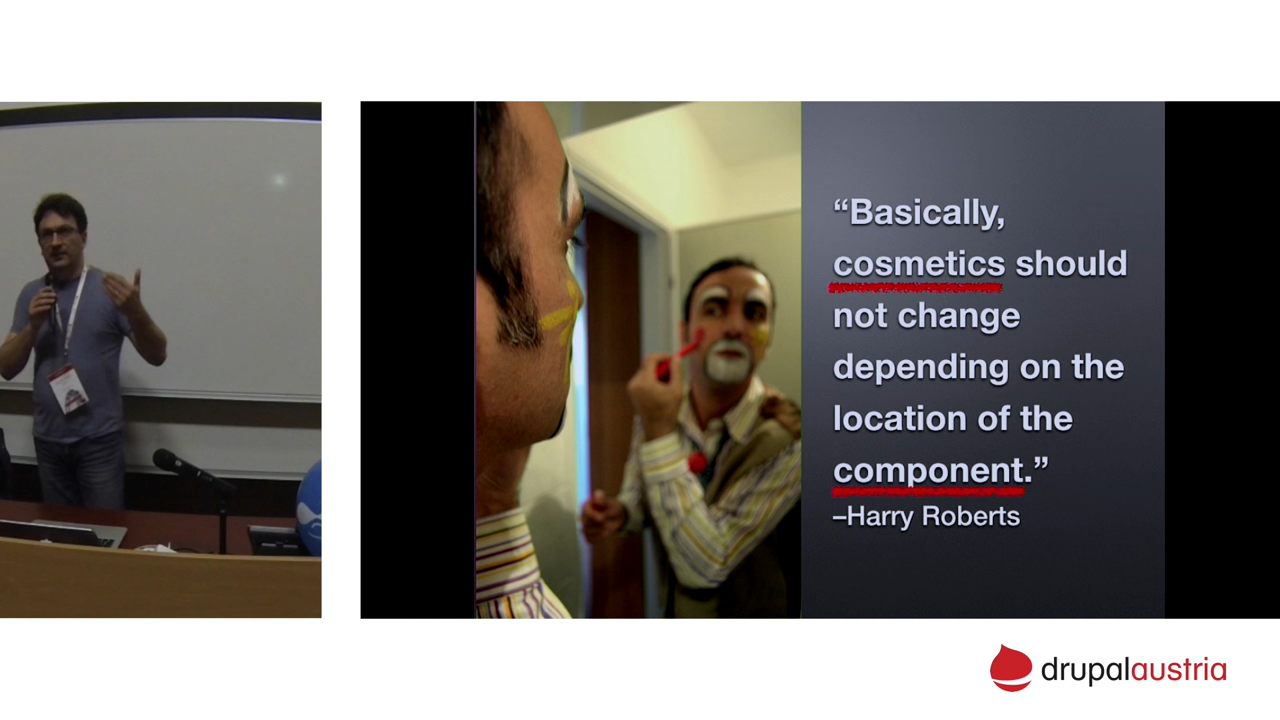 “Basically,
cosmetics should
not change
depending on the
location of the
component.”
–Harry Roberts
drupalaustria